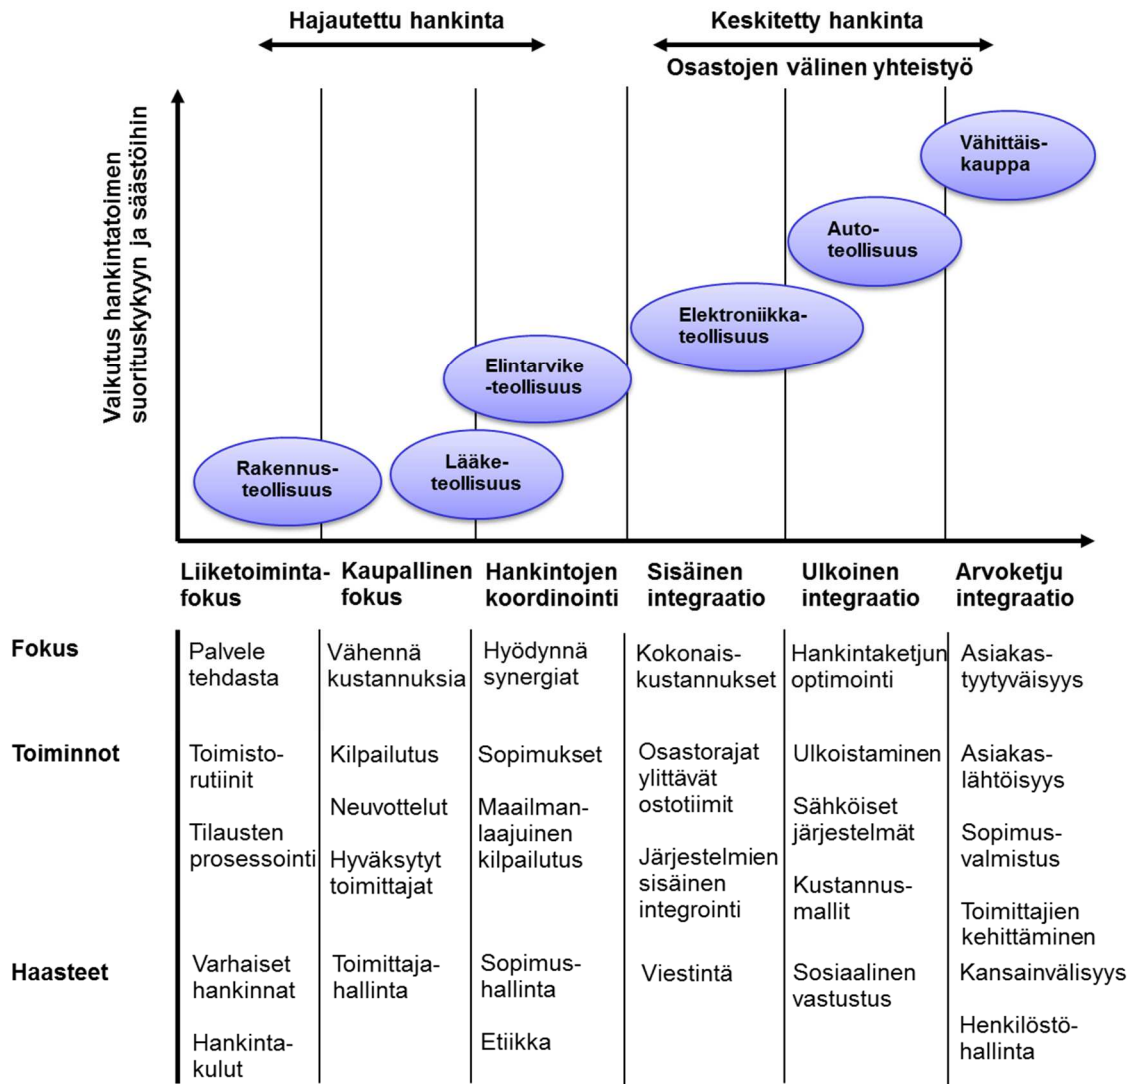 Hajautettu hankinta
Keskitetty hankinta
Osastojen välinen yhteistyö
Vaikutus hankintatoimen
suorituskykyyn ja säästöihin
Vähittäis-
kauppa
Auto-
teollisuus
Elektroniikka-
teollisuus
Elintarvike
-teollisuus
Lääke-
teollisuus
Rakennus-
teollisuus
Liiketoiminta-
fokus
Kaupallinen
fokus
Hankintojen
koordinointi
Sisäinen
integraatio
Ulkoinen
integraatio
Arvoketju
integraatio
Fokus
Palvele
tehdasta
Vähennä
kustannuksia
Hyödynnä
synergiat
Kokonais-
kustannukset
Hankintaketjun
optimointi
Asiakas-
tyytyväisyys
Toiminnot
Toimisto-
rutiinit
Tilausten
prosessointi
Kilpailutus
Neuvottelut
Hyväksytyt
toimittajat
Sopimukset
Maailman-
laajuinen
kilpailutus
Osastorajat
ylittävät
ostotiimit
Järjestelmien
sisäinen
integrointi
Ulkoistaminen
Sähköiset
järjestelmät
Kustannus-
mallit
Asiakas-
lähtöisyys
Sopimus-
valmistus
Toimittajien
kehittäminen
Haasteet
Varhaiset
hankinnat
Hankinta-
kulut
Toimittaja-
hallinta
Sopimus-
hallinta
Etiikka
Viestintä
Sosiaalinen
vastustus
Kansainvälisyys
Henkilöstö-
hallinta